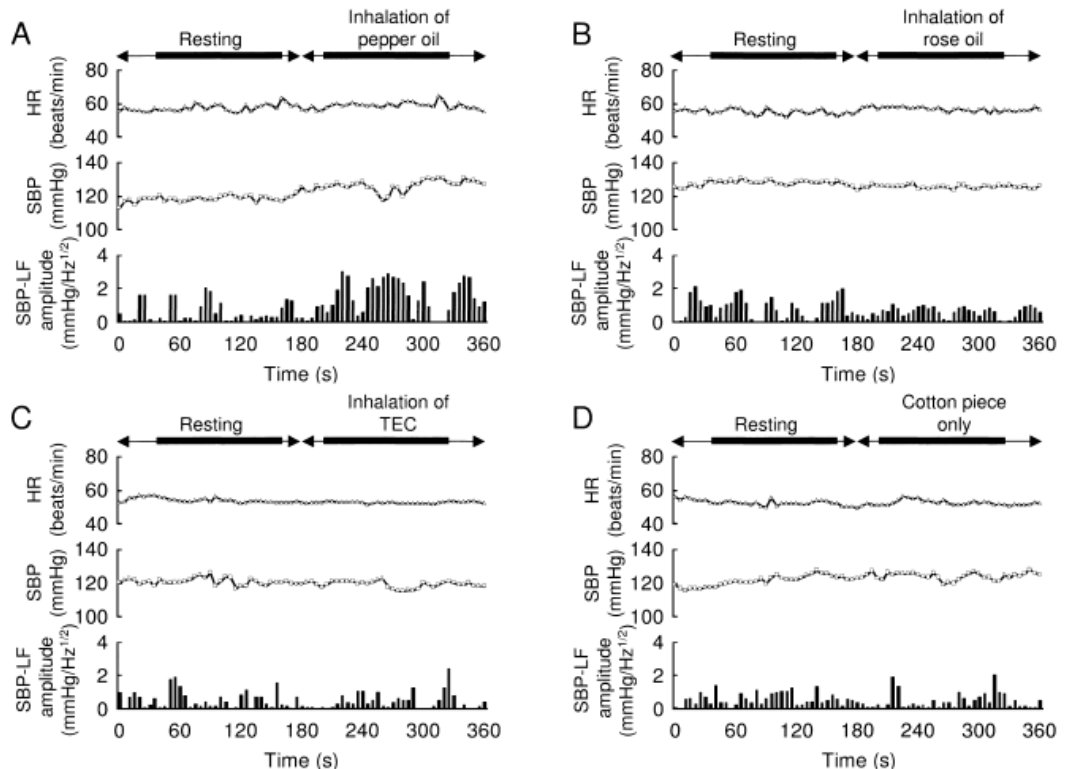 A
Resting
Inhalation of
pepper oil
HR
(beats/min)
80
60
40
SBP
(mmHg)
140
120
100
SBP-LF
amplitude
(mmHg/Hz1/2)
4
2
0
0 60 120 180 240 300 360
Time (s)
B
Resting
Inhalation of
rose oil
HR
(beats/min)
80
60
40
SBP
(mmHg)
140
120
100
SBP-LF
amplitude
(mmHg/Hz1/2)
4
2
0
0 60 120 180 240 300 360
Time (s)
C
Resting
Inhalation of
TEC
HR
(beats/min)
80
60
40
SBP
(mmHg)
140
120
100
SBP-LF
amplitude
(mmHg/Hz1/2)
4
2
0
0 60 120 180 240 300 360
Time (s)
D
Resting
Cotton piece
only
HR
(beats/min)
80
60
40
SBP
(mmHg)
140
120
100
SBP-LF
amplitude
(mmHg/Hz1/2)
4
2
0
0 60 120 180 240 300 360
Time (s)